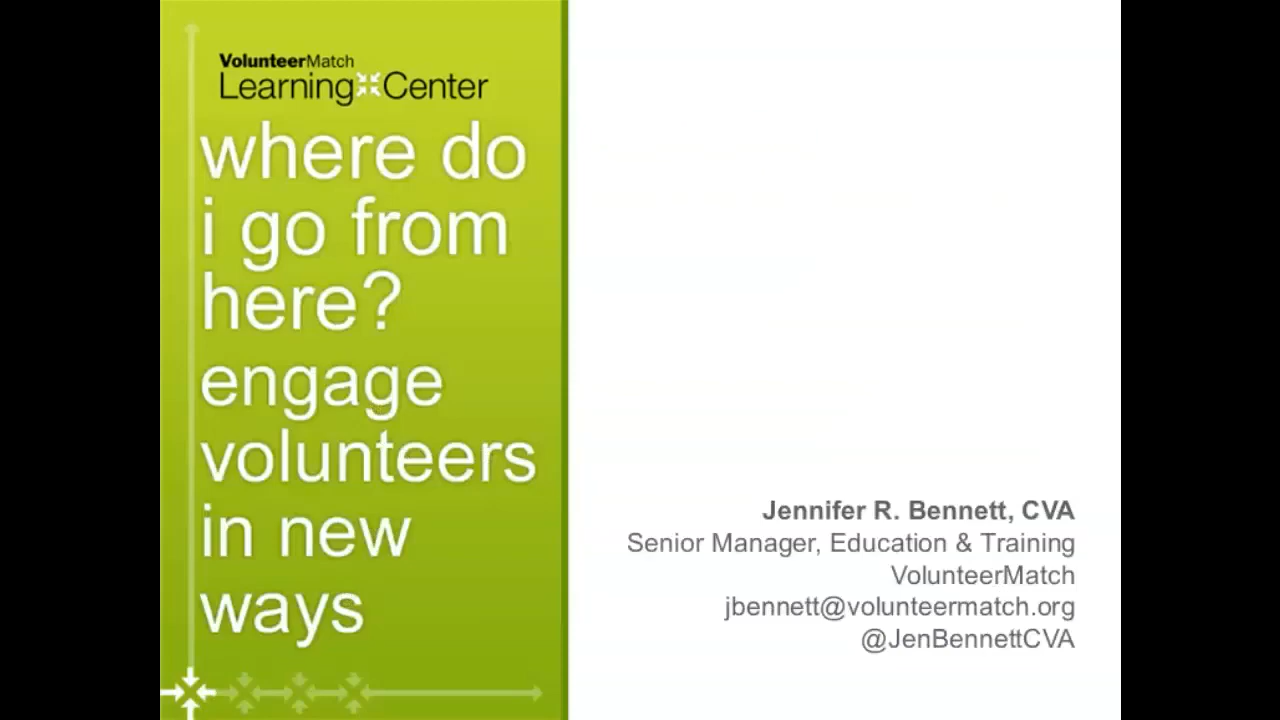 VolunteerMatch
Learning Center
where do
i go from
here?
engage
volunteers
in new
ways
Jennifer R. Bennett, CVA
Senior Manager, Education & Training
VolunteerMatch
jbennett@volunteermatch.org
@JenBennettCVA